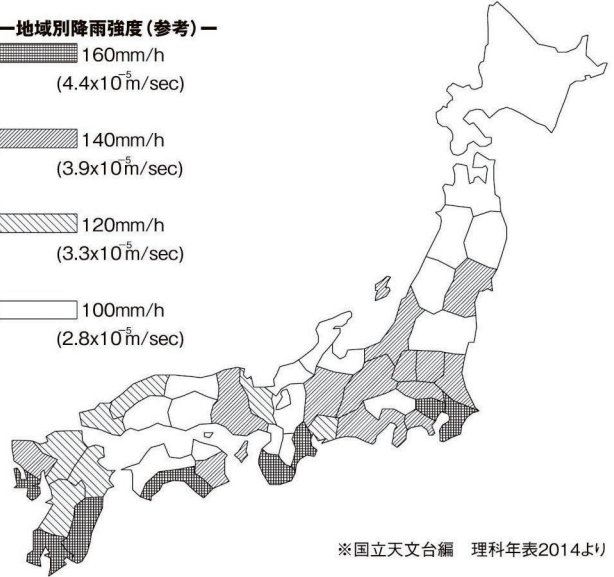 ー地域別降雨強度(参考)ー
160mm/h
(4.4x10⁻⁵m/sec)
140mm/h
(3.9x10⁻⁵m/sec)
120mm/h
(3.3x10⁻⁵m/sec)
100mm/h
(2.8x10⁻⁵m/sec)
※国立天文台編　理科年表2014より